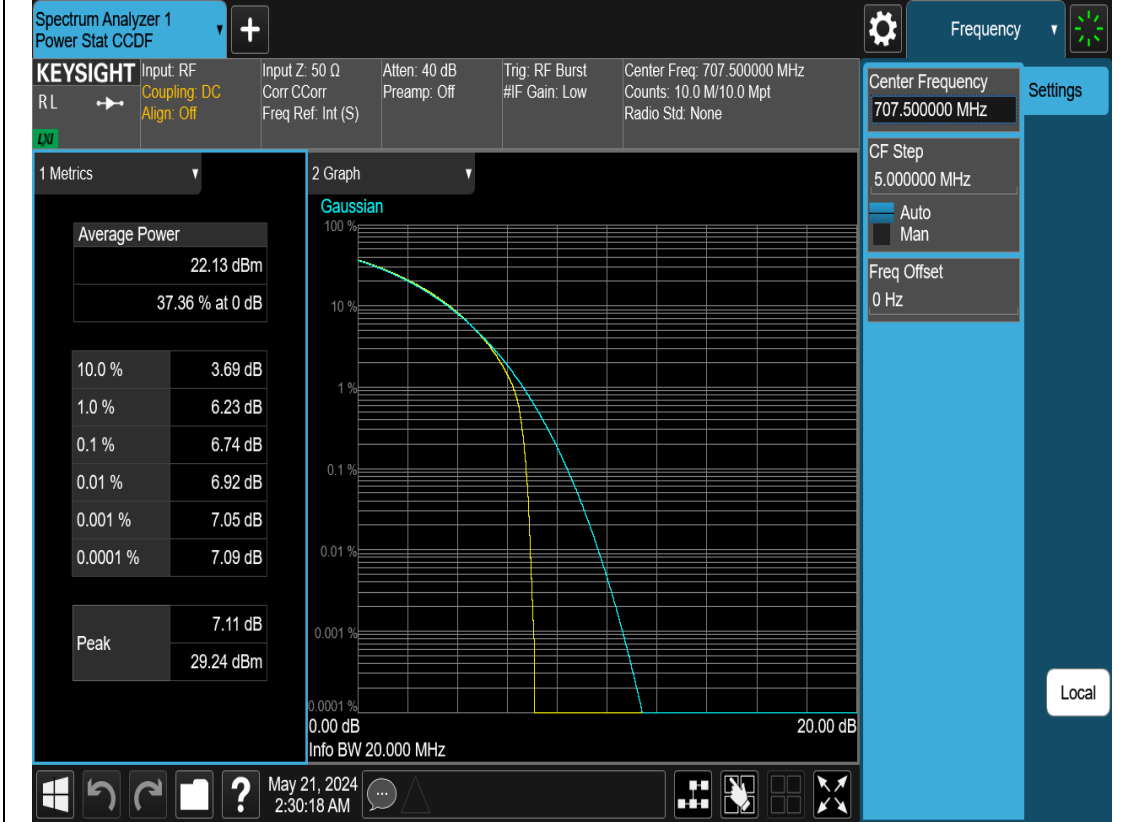 Spectrum Analyzer 1
Power Stat CCDF
+
Frequency
KEYSIGHT
RL
LXI
Input: RF
Coupling: DC
Align: Off
Input Z: 50 Ω
Corr CCorr
Freq Ref: Int (S)
Atten: 40 dB
Preamp: Off
Trig: RF Burst
#IF Gain: Low
Center Freq: 707.500000 MHz
Counts: 10.0 M/10.0 Mpt
Radio Std: None
Center Frequency
707.500000 MHz
Settings
CF Step
5.000000 MHz
Auto
Man
Freq Offset
0 Hz
1 Metrics
Average Power
22.13 dBm
37.36 % at 0 dB
10.0 % 3.69 dB
1.0 % 6.23 dB
0.1 % 6.74 dB
0.01 % 6.92 dB
0.001 % 7.05 dB
0.0001 % 7.09 dB
Peak
7.11 dB
29.24 dBm
2 Graph
Gaussian
100 %
10 %
1 %
0.1 %
0.01 %
0.001 %
0.0001 %
0.00 dB 20.00 dB
Info BW 20.000 MHz
Local
?
May 21, 2024
2:30:18 AM